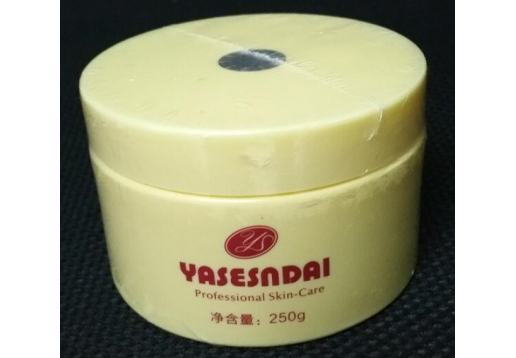 YS
YASESNDAI
Professional Skin-Care
净含量：250g